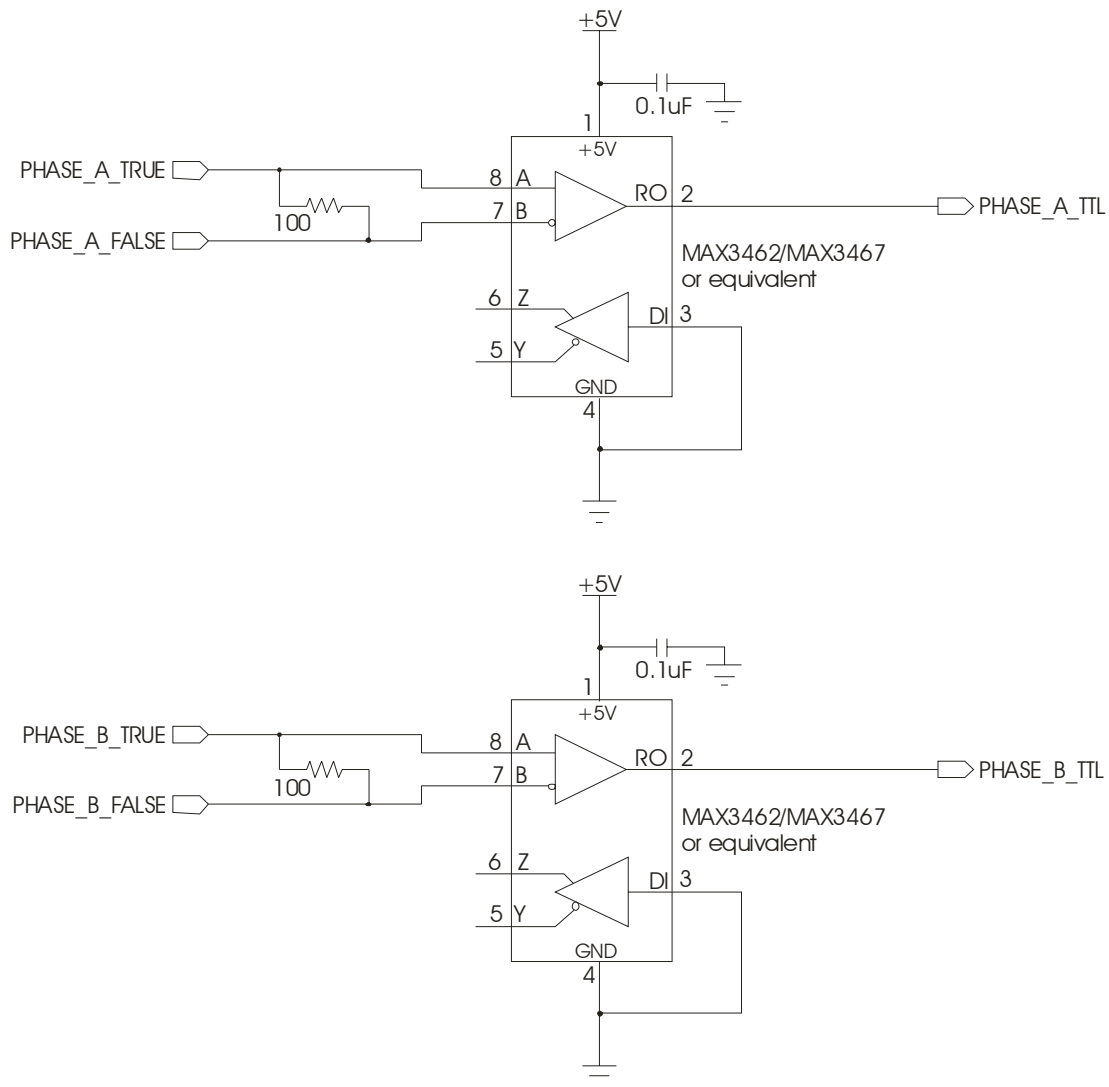 +5V
0.1uF
1
+5V
PHASE_A_TRUE
8 A
RO 2
100
7 B
PHASE_A_TTL
PHASE_A_FALSE
MAX3462/MAX3467
or equivalent
6 Z
DI 3
5 Y
GND
4
+5V
0.1uF
1
+5V
PHASE_B_TRUE
8 A
RO 2
100
7 B
PHASE_B_TTL
PHASE_B_FALSE
MAX3462/MAX3467
or equivalent
6 Z
DI 3
5 Y
GND
4